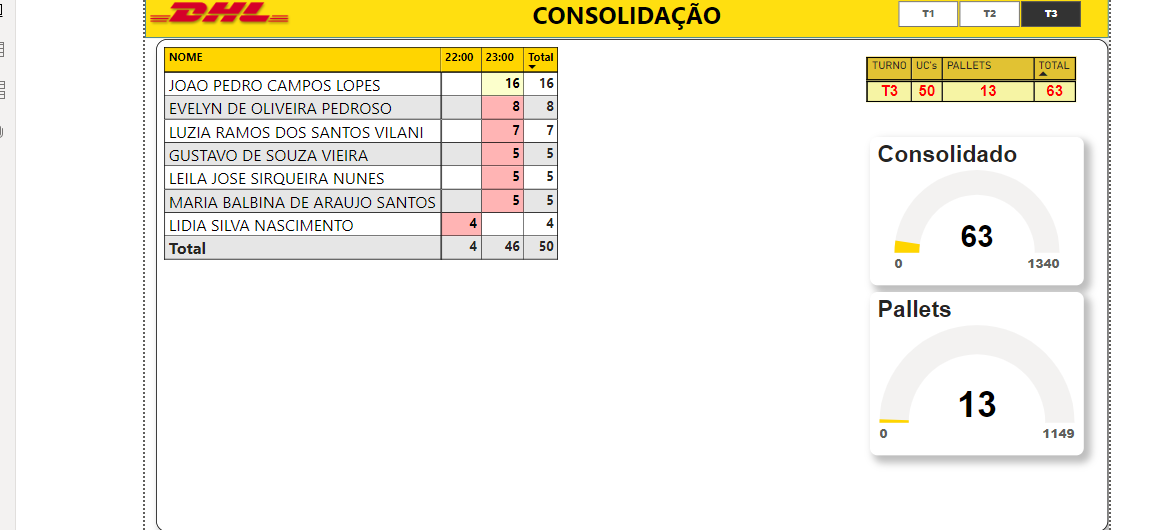 DHL CONSOLIDAÇÃO T1 T2 T3
NOME 22:00 23:00 Total
JOAO PEDRO CAMPOS LOPES 16 16
EVELYN DE OLIVEIRA PEDROSO 8 8
LUZIA RAMOS DOS SANTOS VILANI 7 7
GUSTAVO DE SOUZA VIEIRA 5 5
LEILA JOSE SIRQUEIRA NUNES 5 5
MARIA BALBINA DE ARAUJO SANTOS 5 5
LIDIA SILVA NASCIMENTO 4 4
Total 4 46 50
TURNO UC's PALLETS TOTAL
T3 50 13 63
Consolidado
63
0 1340
Pallets
13
0 1149